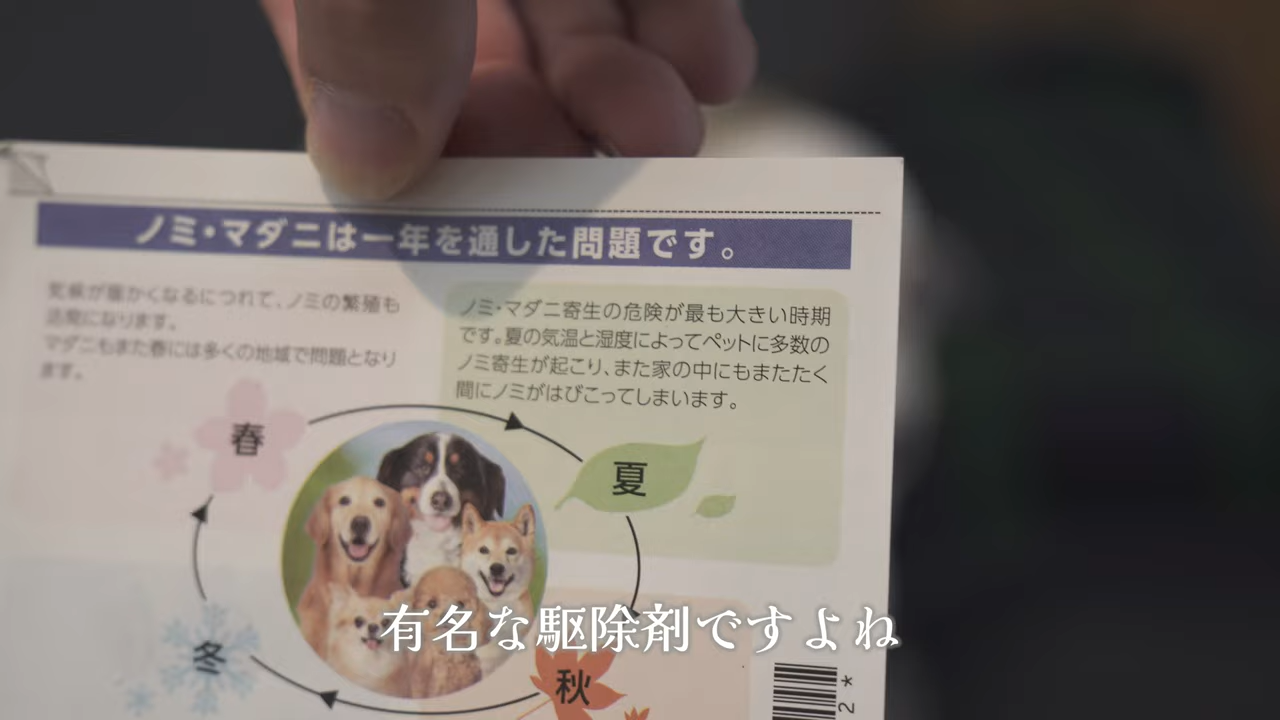 ノミ・マダニは一年を通した問題です。
気候が暖かくなるにつれて、ノミの繁殖も
活発になります。
マダニもまた春には多くの地域で問題となり
ます。
ノミ・マダニ寄生の危険が最も大きい時期
です。夏の気温と湿度によってペットに多数の
ノミ寄生が起こり、また家の中にもまたたく
間にノミがはびこってしまいます。
春
夏
冬
秋
有名な駆除剤ですよね
2 *